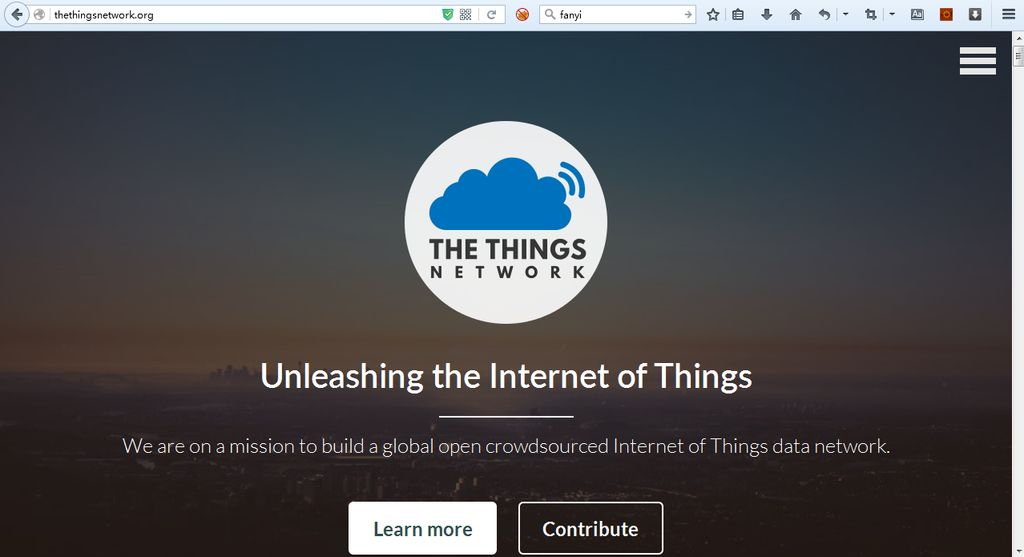 thethingsnetwork.org
fanyi
Aa
THE THINGS
NETWORK
Unleashing the Internet of Things
We are on a mission to build a global open crowdsourced Internet of Things data network.
Learn more
Contribute